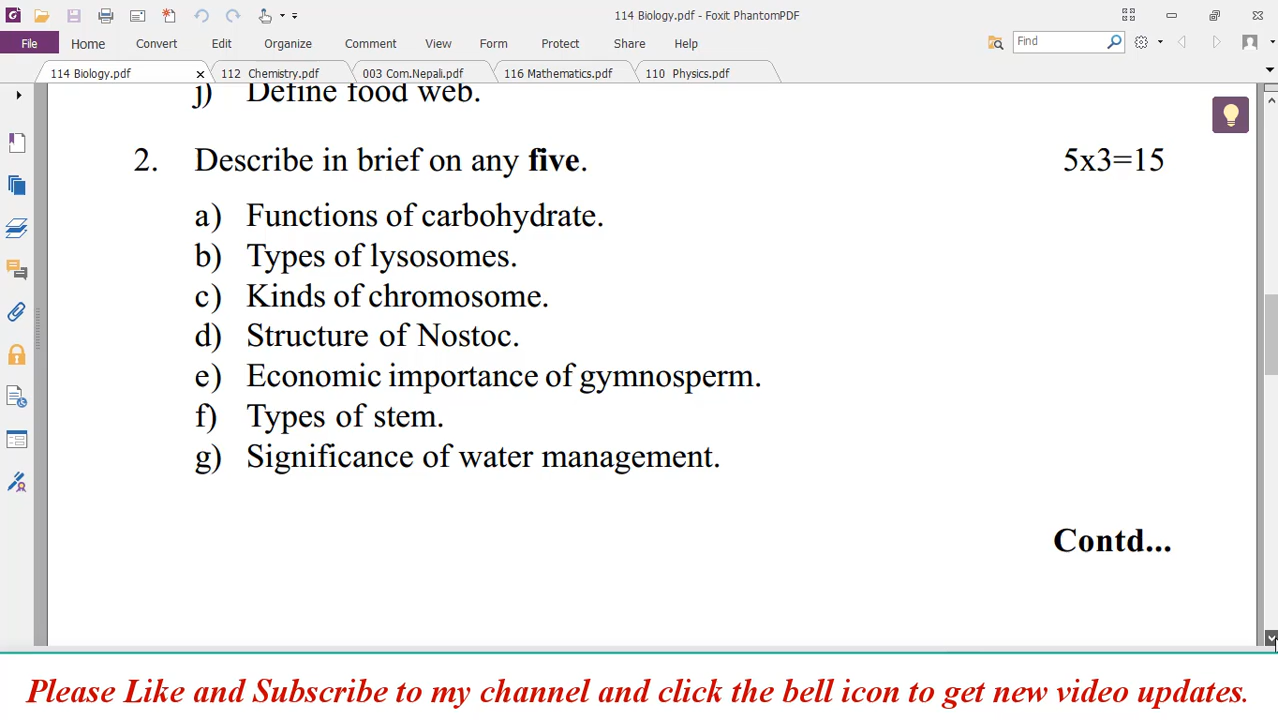 114 Biology.pdf - Foxit PhantomPDF
File Home Convert Edit Organize Comment View Form Protect Share Help Find
114 Biology.pdf 112 Chemistry.pdf 003 Com.Nepali.pdf 116 Mathematics.pdf 110 Physics.pdf
j) Define food web.
2. Describe in brief on any five. 5x3=15
a) Functions of carbohydrate.
b) Types of lysosomes.
c) Kinds of chromosome.
d) Structure of Nostoc.
e) Economic importance of gymnosperm.
f) Types of stem.
g) Significance of water management.
Contd...
Please Like and Subscribe to my channel and click the bell icon to get new video updates.